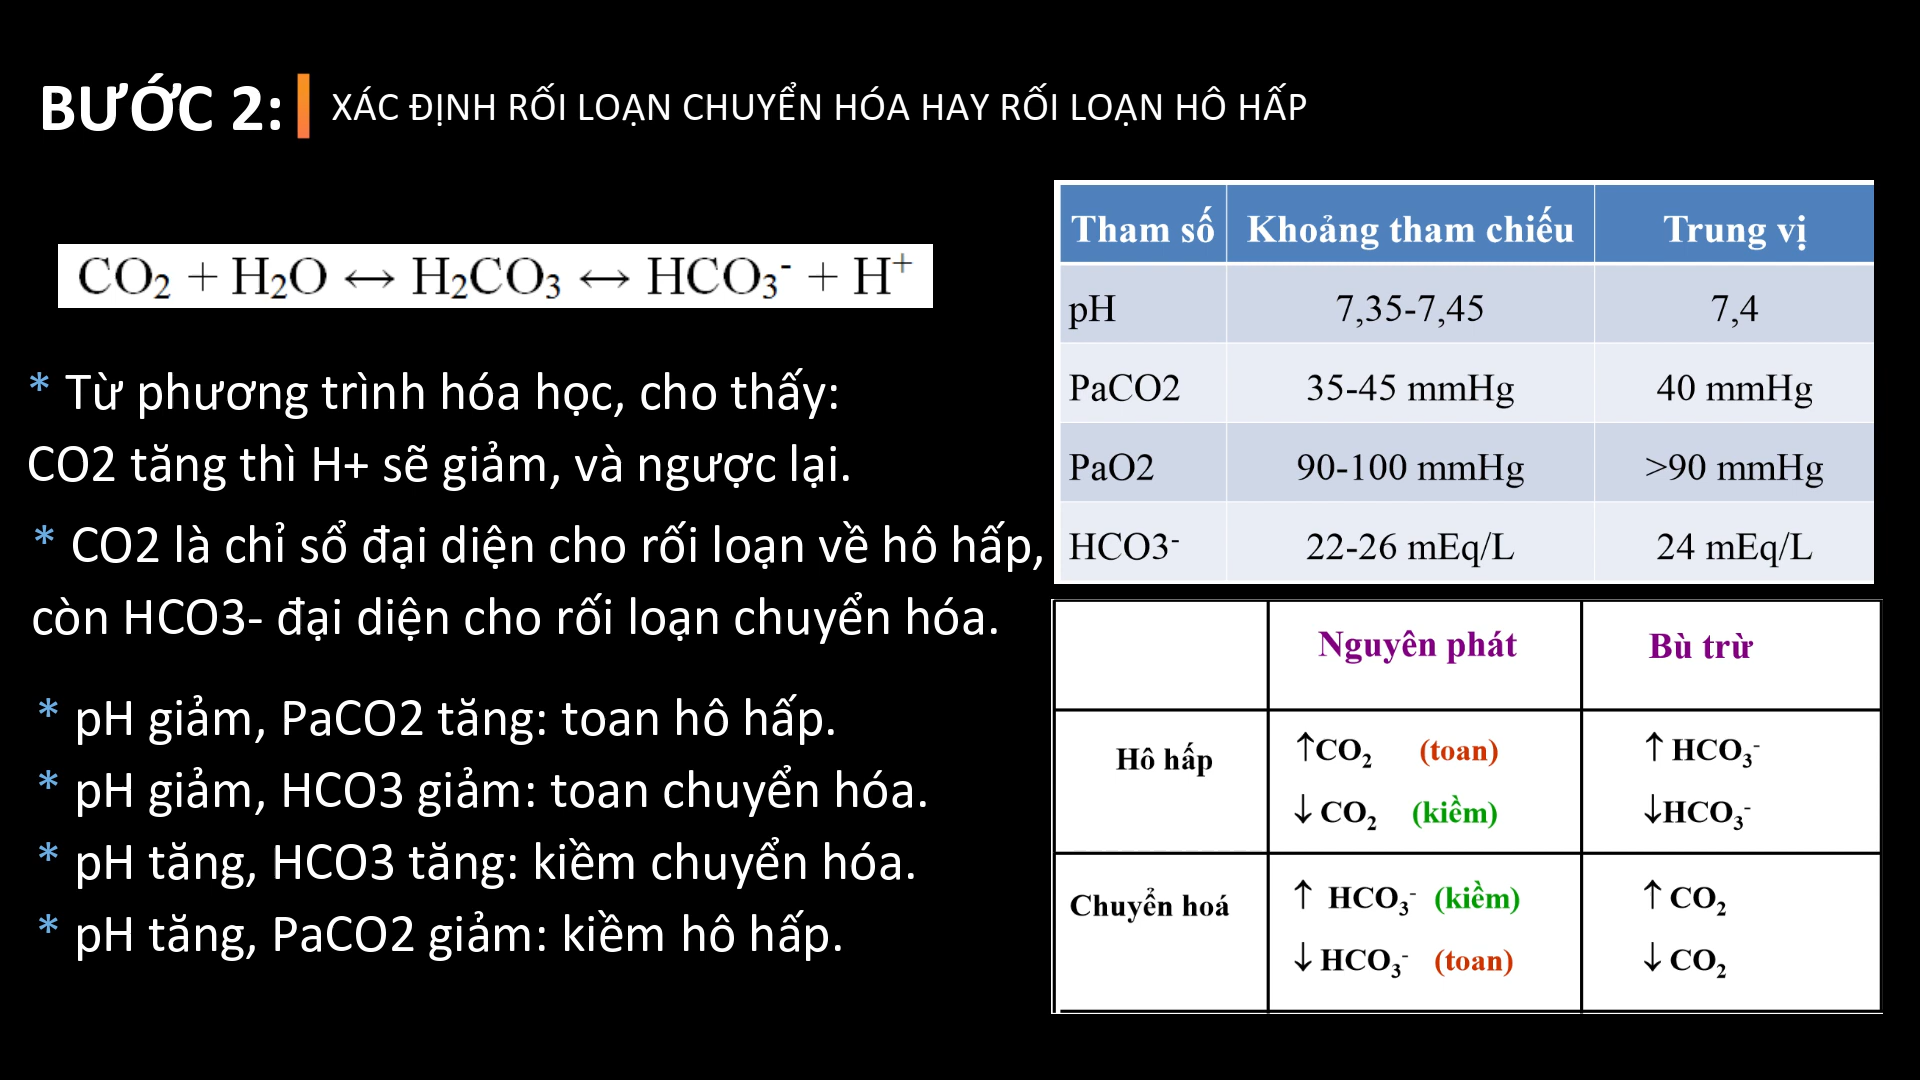 BƯỚC 2: XÁC ĐỊNH RỐI LOẠN CHUYỂN HÓA HAY RỐI LOẠN HÔ HẤP
CO₂ + H₂O ↔ H₂CO₃ ↔ HCO₃⁻ + H⁺
* Từ phương trình hóa học, cho thấy:
CO2 tăng thì H+ sẽ giảm, và ngược lại.
* CO2 là chỉ sổ đại diện cho rối loạn về hô hấp,
còn HCO3- đại diện cho rối loạn chuyển hóa.
* pH giảm, PaCO2 tăng: toan hô hấp.
* pH giảm, HCO3 giảm: toan chuyển hóa.
* pH tăng, HCO3 tăng: kiềm chuyển hóa.
* pH tăng, PaCO2 giảm: kiềm hô hấp.
Tham số Khoảng tham chiếu Trung vị
pH 7,35-7,45 7,4
PaCO2 35-45 mmHg 40 mmHg
PaO2 90-100 mmHg >90 mmHg
HCO3⁻ 22-26 mEq/L 24 mEq/L
Nguyên phát Bù trừ
Hô hấp ↑CO₂ (toan) ↑ HCO₃⁻
↓ CO₂ (kiềm) ↓HCO₃⁻
Chuyển hoá ↑ HCO₃⁻ (kiềm) ↑ CO₂
↓ HCO₃⁻ (toan) ↓ CO₂